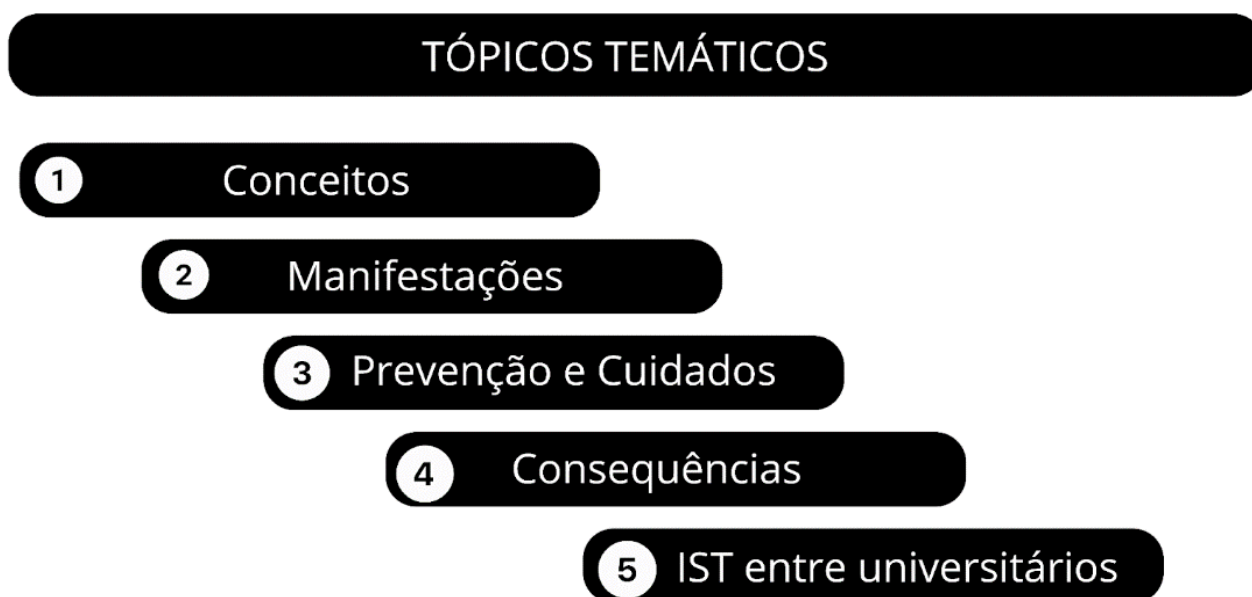 TÓPICOS TEMÁTICOS
1 Conceitos
2 Manifestações
3 Prevenção e Cuidados
4 Consequências
5 IST entre universitários